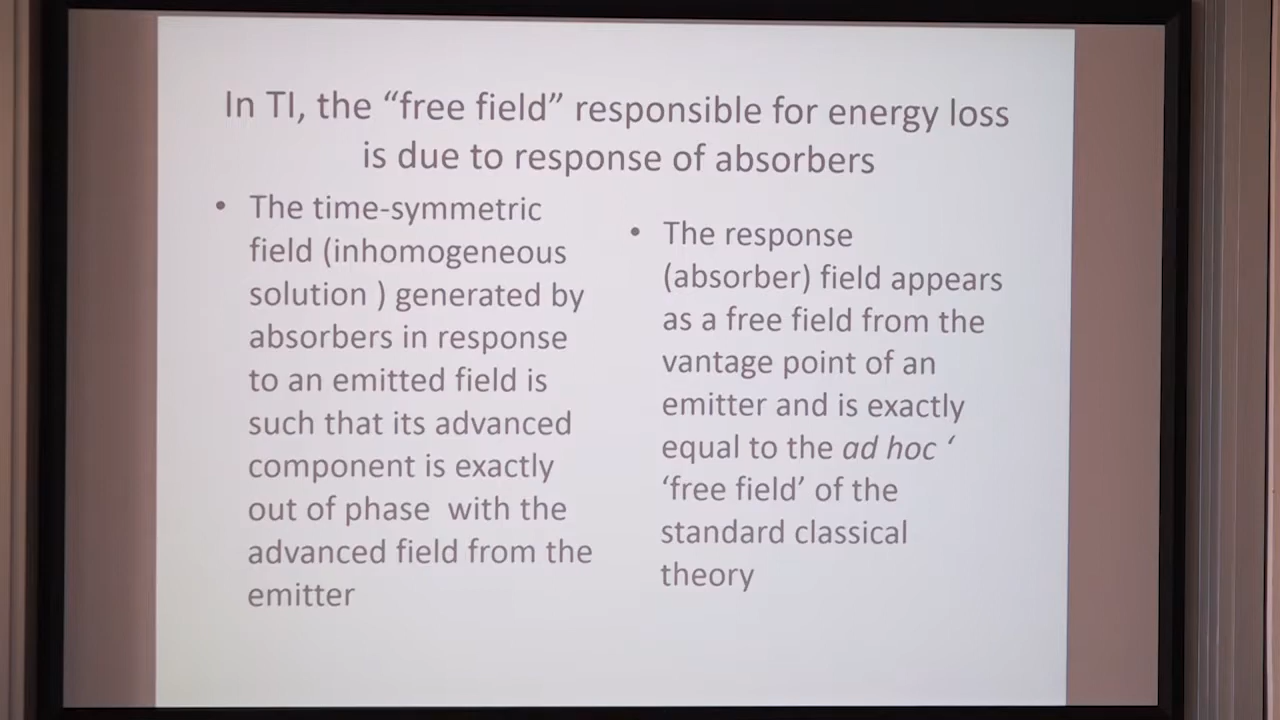 In TI, the “free field” responsible for energy loss
is due to response of absorbers
• The time-symmetric
field (inhomogeneous
solution ) generated by
absorbers in response
to an emitted field is
such that its advanced
component is exactly
out of phase  with the
advanced field from the
emitter
• The response
(absorber) field appears
as a free field from the
vantage point of an
emitter and is exactly
equal to the ad hoc ‘
‘free field’ of the
standard classical
theory